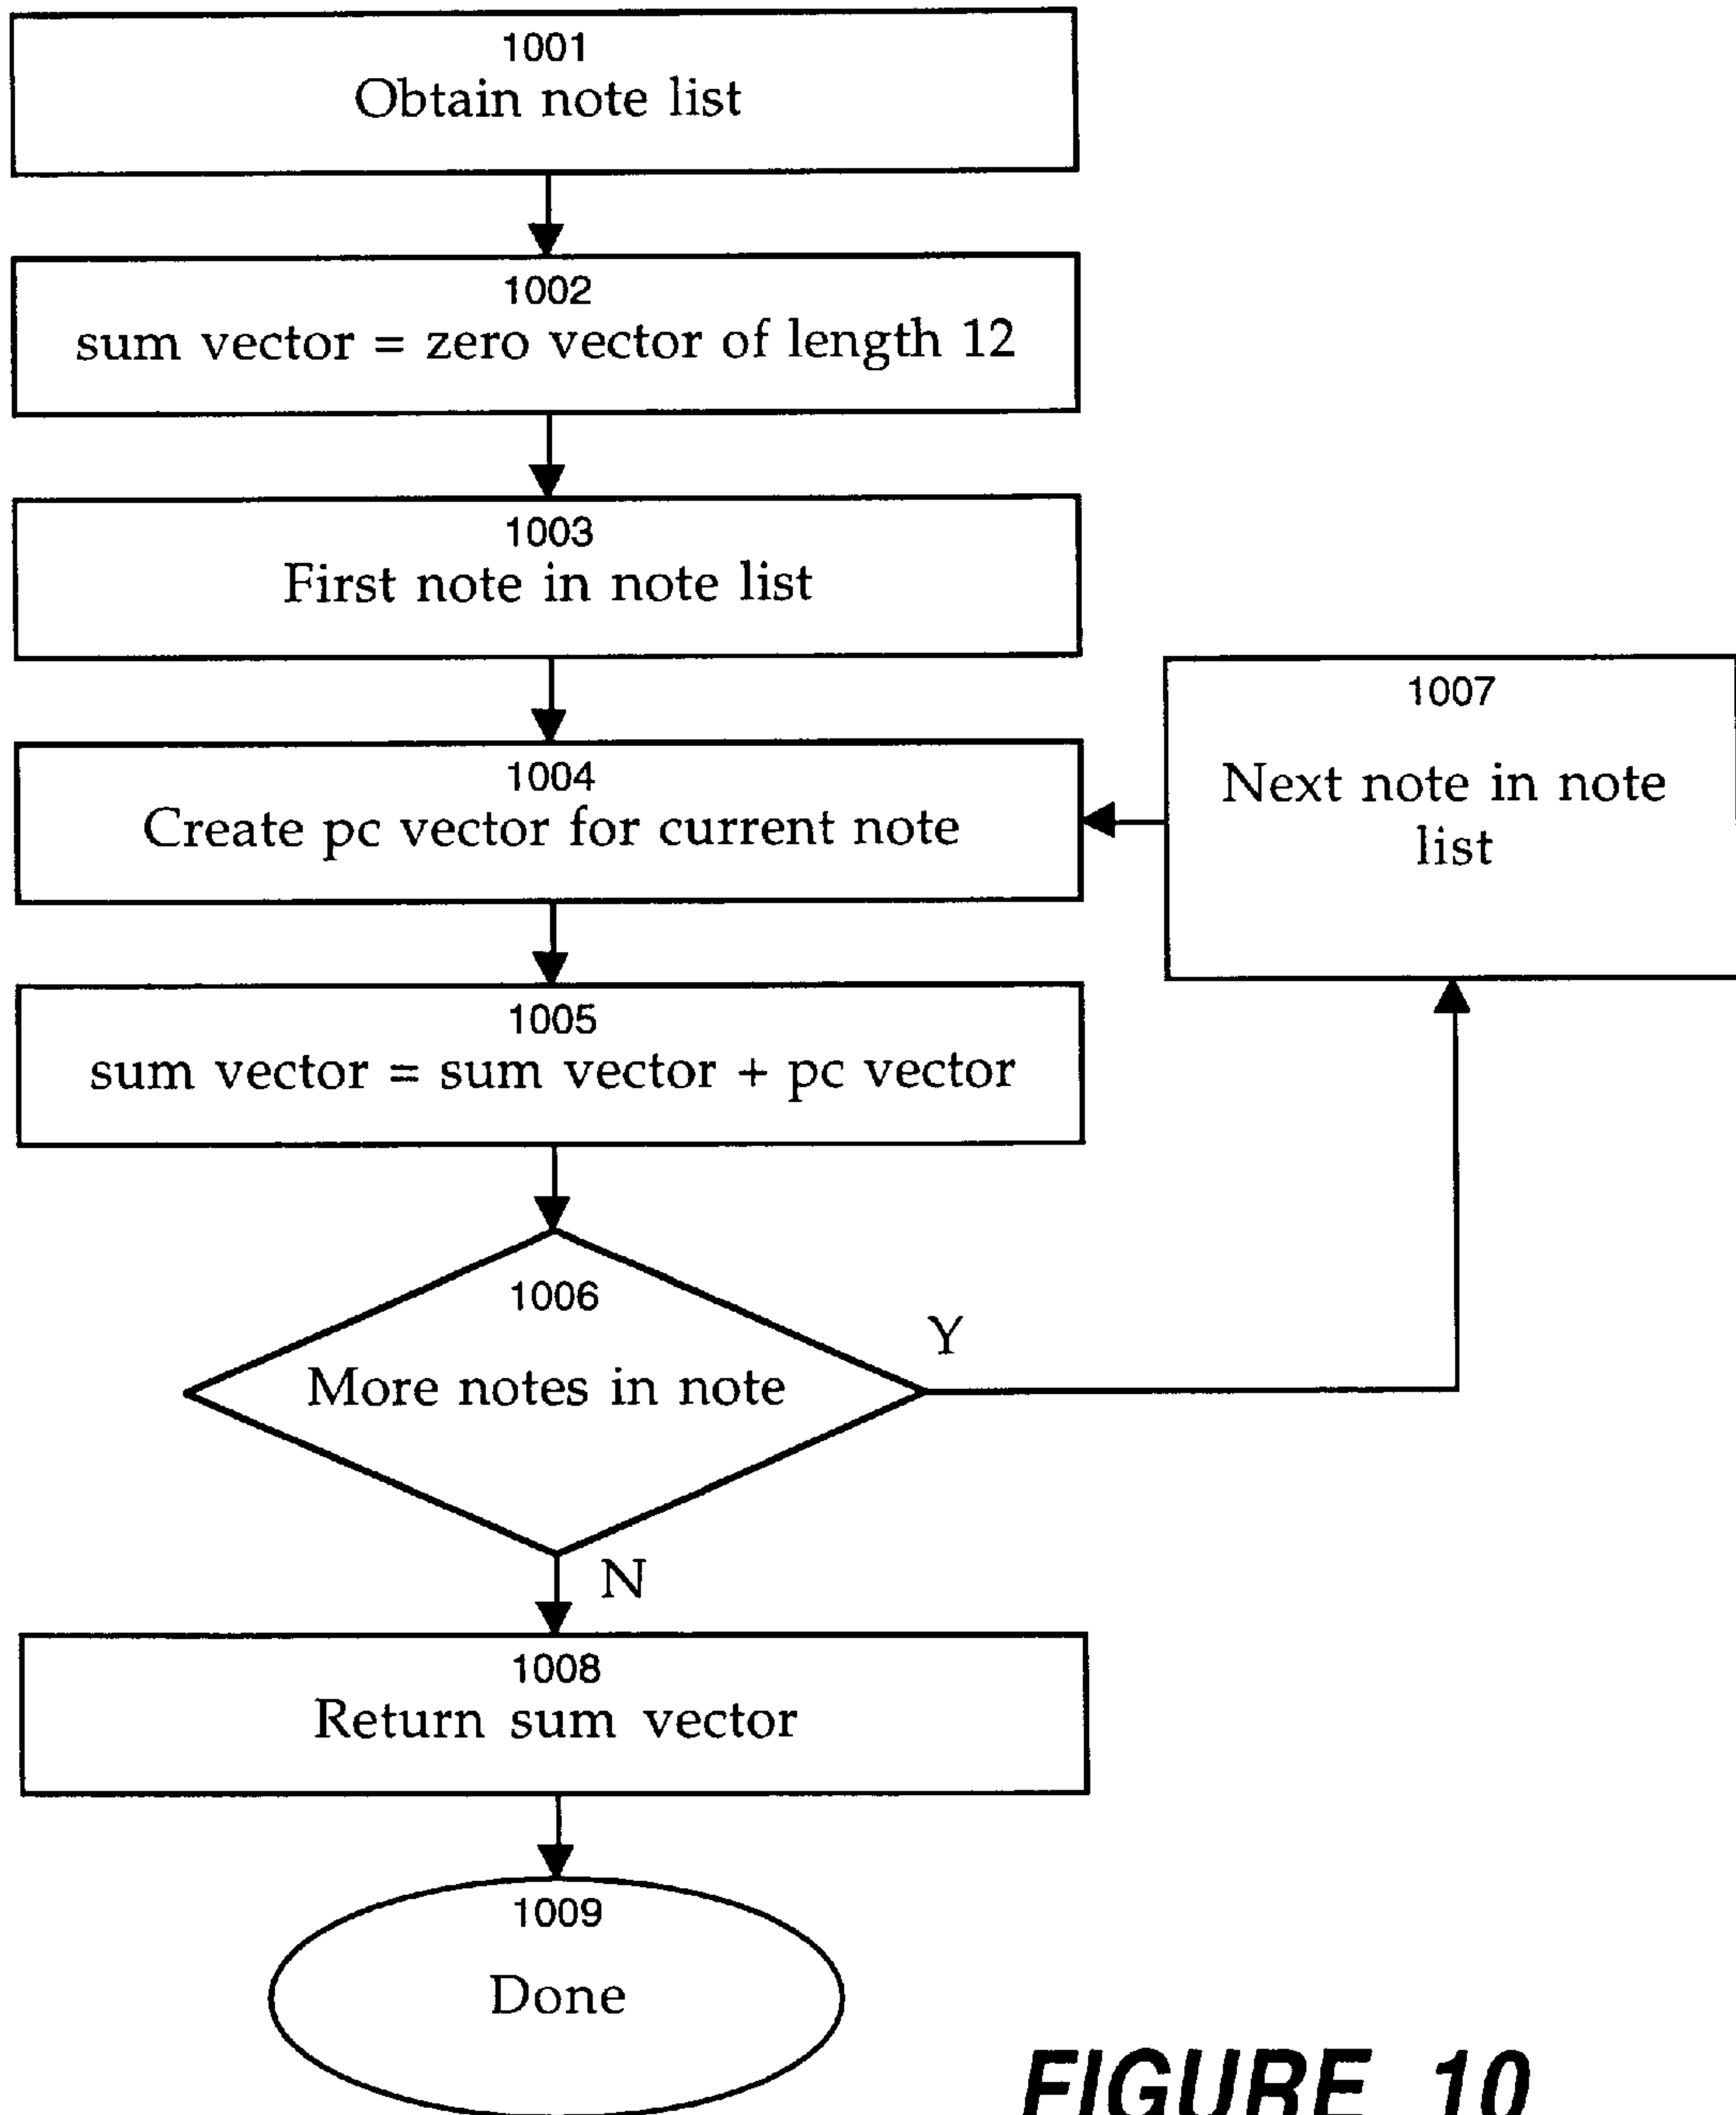 1001
Obtain note list
1002
sum vector = zero vector of length 12
1003
First note in note list
1004
Create pc vector for current note
1007
Next note in note
list
1005
sum vector = sum vector + pc vector
1006
More notes in note
Y
N
1008
Return sum vector
1009
Done
FIGURE 10